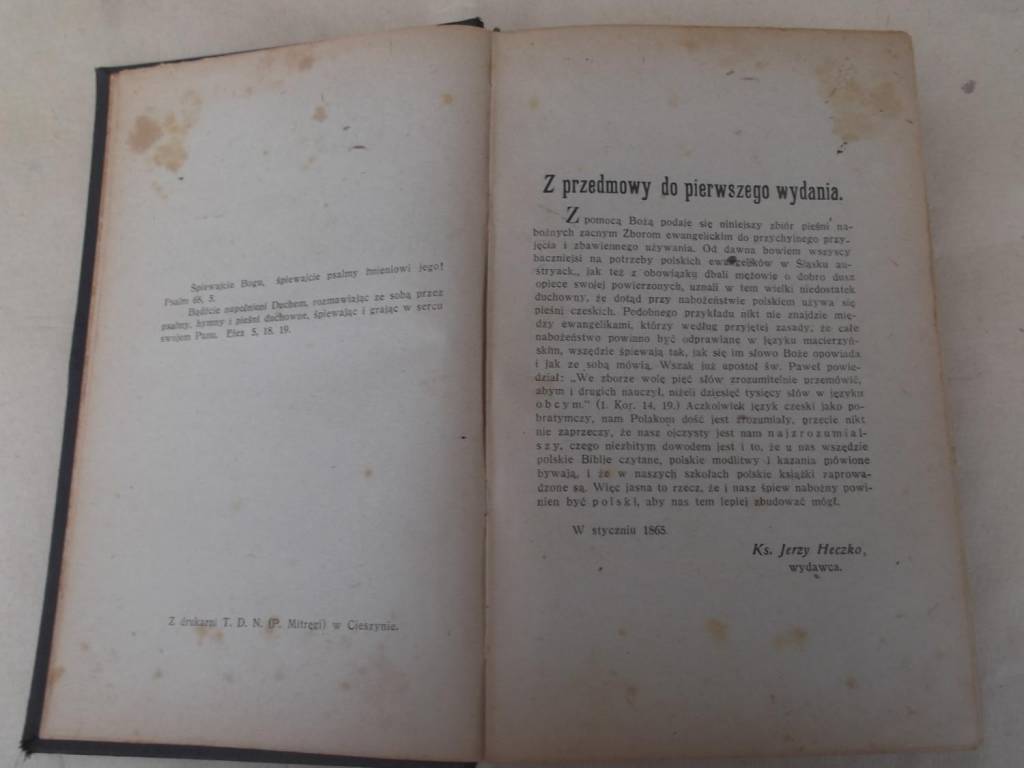 Śpiewajcie Bogu, śpiewajcie psalmy imieniowi jego!
Psalm 68, 5.
Bądźcie napełnieni Duchem, rozmawiając ze sobą przez
psalmy, hymny i pieśni duchowne, śpiewając i grając w sercu
swojem Panu. Efez 5, 18. 19.
Z drukarni T. D. N. (P. Mitręgi) w Cieszynie.
Z przedmowy do pierwszego wydania.
Z pomocą Bożą podaje się niniejszy zbiór pieśni na-
bożnych zacnym Zborom ewangelickim do przychylnego przy-
jęcia i zbawiennego używania. Od dawna bowiem wszyscy
baczniejsi na potrzeby polskich ewangelików w Śląsku au-
stryack., jak też z obowiązku dbali mężowie o dobro dusz
opiece swojej powierzonych, uznali w tem wielki niedostatek
duchowny, że dotąd przy nabożeństwie polskiem używa się
pieśni czeskich. Podobnego przykładu nikt nie znajdzie mię-
dzy ewangelikami, którzy według przyjętej zasady, że całe
nabożeństwo powinno być odprawiane w języku macierzyń-
skim, wszędzie śpiewają tak, jak się im słowo Boże opowiada
i jak ze sobą mówią. Wszak już apostoł św. Paweł powie-
dział: „We zborze wolę pięć słów zrozumitelnie przemówić,
abym i drugich nauczył, niżeli dziesięć tysięcy słów w języku
obcym." (1. Kor. 14, 19.) Aczkolwiek język czeski jako po-
bratymczy, nam Polakom dość jest zrozumiały, przecie nikt
nie zaprzeczy, że nasz ojczysty jest nam najzrozumial-
szy, czego niezbitym dowodem jest i to, że u nas wszędzie
polskie Biblie czytane, polskie modlitwy i kazania mówione
bywają, i że w naszych szkołach polskie książki zaprowa-
dzone są. Więc jasna to rzecz, że i nasz śpiew nabożny powi-
nien być polski, aby nas tem lepiej zbudować mógł.
W styczniu 1865.
Ks. Jerzy Heczko,
wydawca.